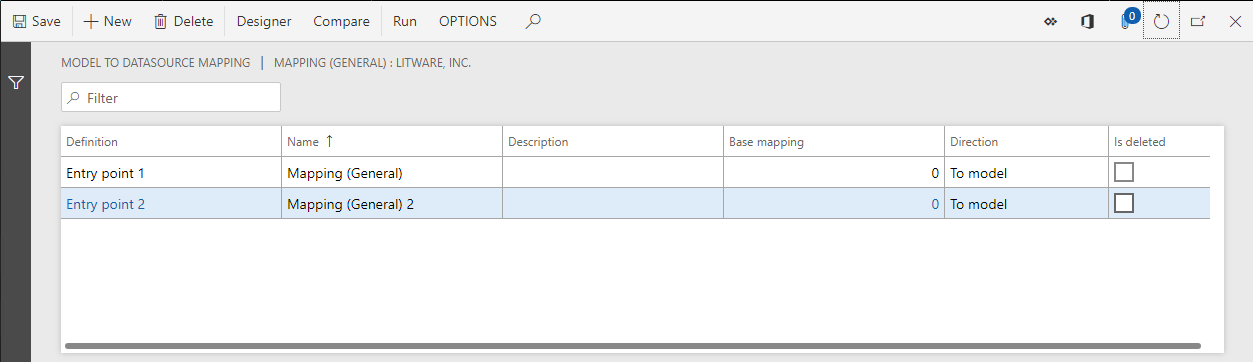 Save New Delete Designer Compare Run OPTIONS 0
MODEL TO DATASOURCE MAPPING | MAPPING (GENERAL) : LITWARE, INC.
Filter
Definition Name ↑ Description Base mapping Direction Is deleted
Entry point 1 Mapping (General) 0 To model
Entry point 2 Mapping (General) 2 0 To model